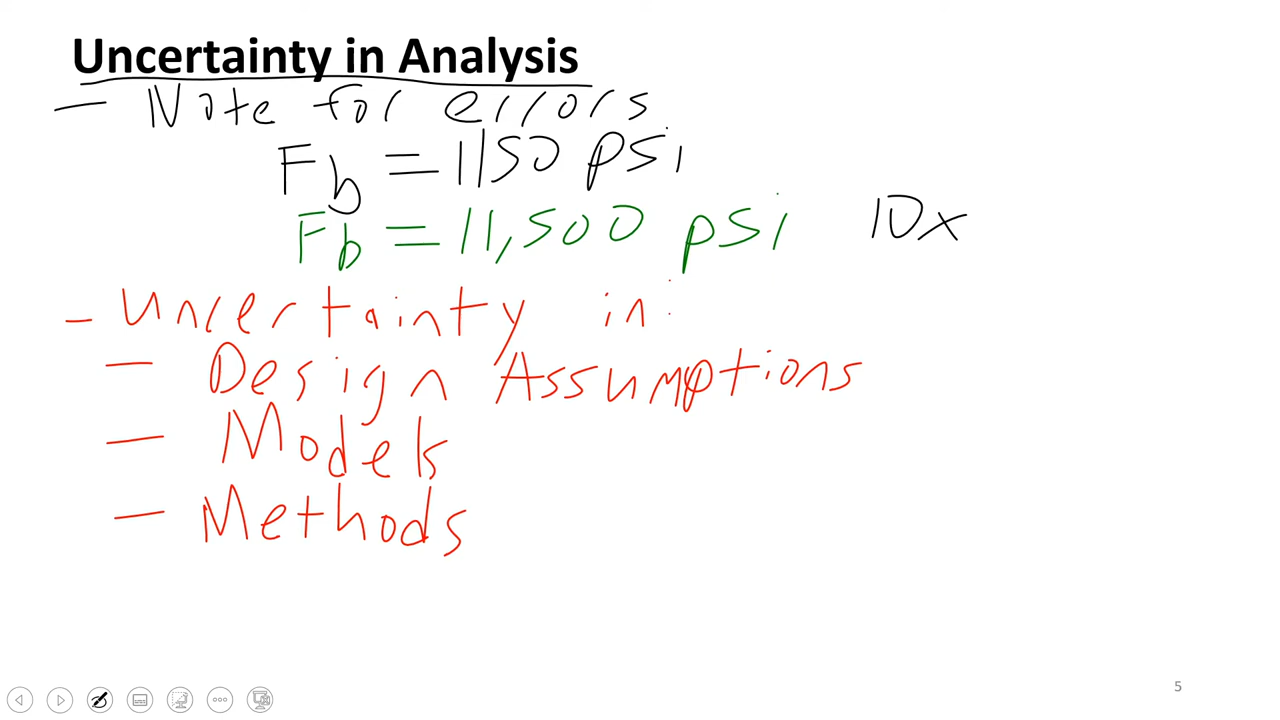 Uncertainty in Analysis
- Note for errors
Fb = 1150 psi
Fb = 11,500 psi 10x
- Uncertainty in:
- Design Assumptions
- Models
- Methods
5